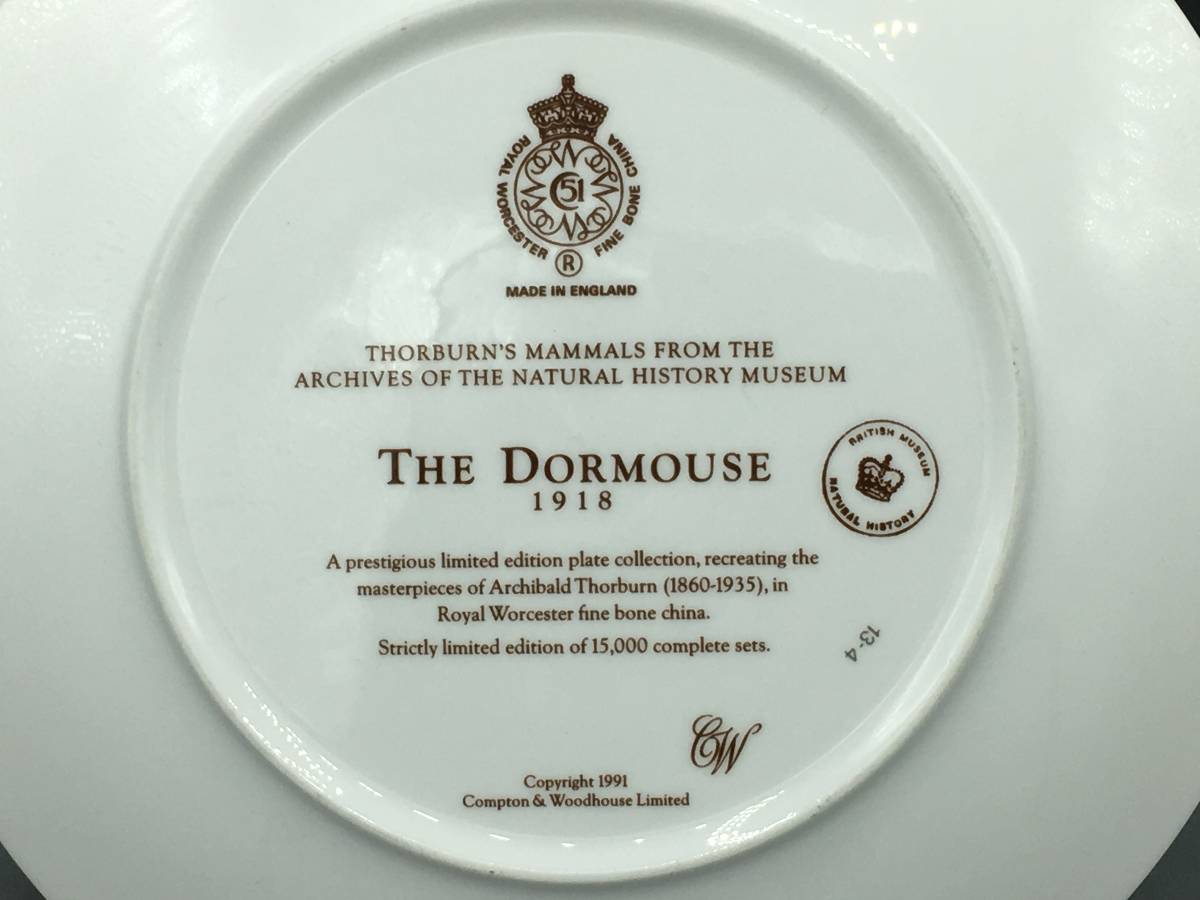 ROYAL WORCESTER FINE BONE CHINA
51
R
MADE IN ENGLAND
THORBURN'S MAMMALS FROM THE
ARCHIVES OF THE NATURAL HISTORY MUSEUM
THE DORMOUSE
1918
BRITISH MUSEUM
NATURAL HISTORY
A prestigious limited edition plate collection, recreating the
masterpieces of Archibald Thorburn (1860-1935), in
Royal Worcester fine bone china.
Strictly limited edition of 15,000 complete sets.
13-4
CW
Copyright 1991
Compton & Woodhouse Limited